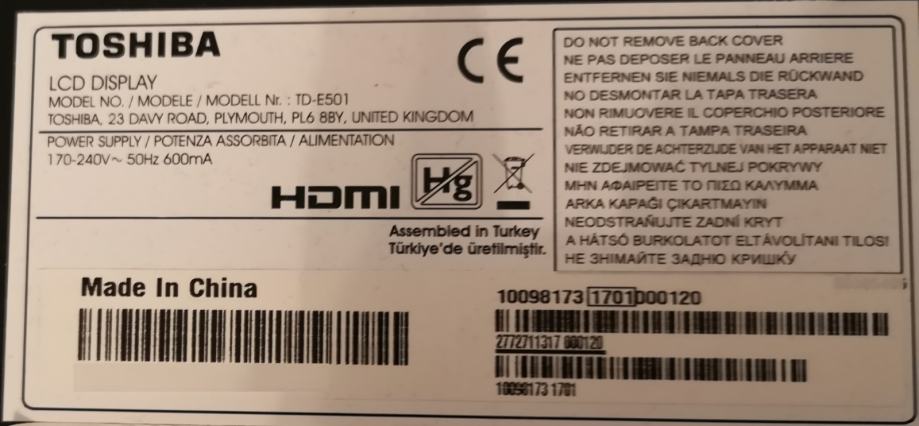 TOSHIBA
LCD DISPLAY
MODEL NO. / MODELE / MODELL Nr. : TD-E501
TOSHIBA, 23 DAVY ROAD, PLYMOUTH, PL6 8BY, UNITED KINGDOM
POWER SUPPLY / POTENZA ASSORBITA / ALIMENTATION
170-240V~ 50Hz 600mA
CE
HDMI
Hg
Assembled in Turkey
Türkiye'de üretilmiştir.
DO NOT REMOVE BACK COVER
NE PAS DEPOSER LE PANNEAU ARRIERE
ENTFERNEN SIE NIEMALS DIE RÜCKWAND
NO DESMONTAR LA TAPA TRASERA
NON RIMUOVERE IL COPERCHIO POSTERIORE
NÃO RETIRAR A TAMPA TRASEIRA
VERWIJDER DE ACHTERZIJDE VAN HET APPARAAT NIET
NIE ZDEJMOWAĆ TYLNEJ POKRYWY
ΜΗΝ ΑΦΑΙΡΕΙΤΕ ΤΟ ΠΙΣΩ ΚΑΛΥΜΜΑ
ARKA KAPAĞI ÇIKARTMAYIN
NEODSTRAŇUJTE ZADNÍ KRYT
A HÁTSÓ BURKOLATOT ELTÁVOLÍTANI TILOS!
НЕ ЗНІМАЙТЕ ЗАДНЮ КРИШКУ
Made In China
10098173 1701000120
2772711317 000120
10098173 1701